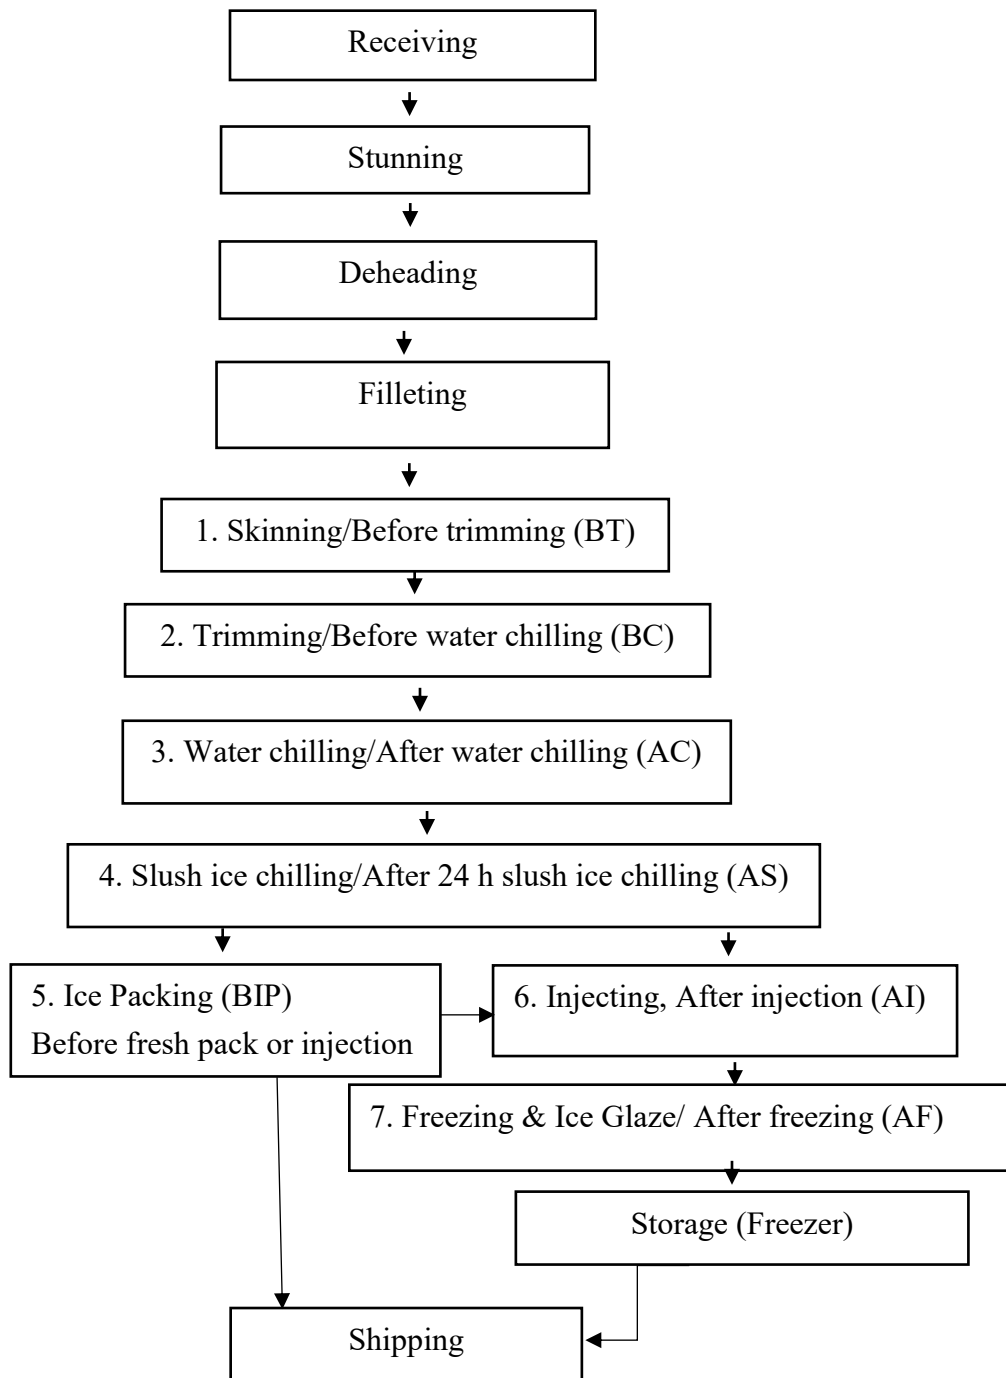 Receiving
Stunning
Deheading
Filleting
1. Skinning/Before trimming (BT)
2. Trimming/Before water chilling (BC)
3. Water chilling/After water chilling (AC)
4. Slush ice chilling/After 24 h slush ice chilling (AS)
5. Ice Packing (BIP)
Before fresh pack or injection
6. Injecting, After injection (AI)
7. Freezing & Ice Glaze/ After freezing (AF)
Storage (Freezer)
Shipping